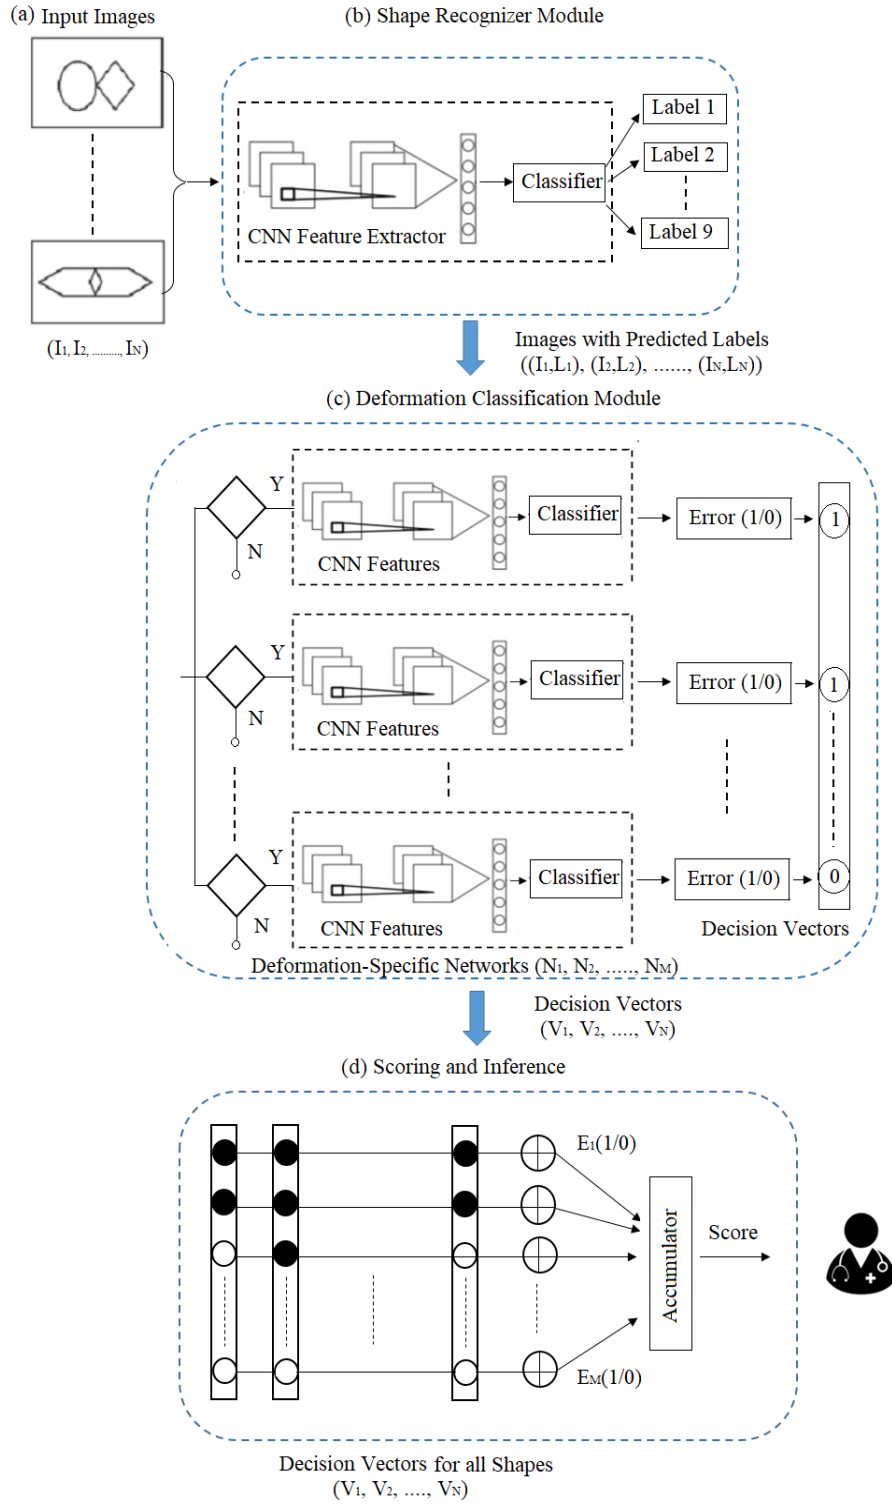 (a) Input Images
(b) Shape Recognizer Module
Label 1
Label 2
Classifier
Label 9
CNN Feature Extractor
(I1, I2, .........., IN)
Images with Predicted Labels
((I1,L1), (I2,L2), ......, (IN,LN))
(c) Deformation Classification Module
Y
N
CNN Features
Classifier
Error (1/0)
1
Y
N
CNN Features
Classifier
Error (1/0)
1
Y
N
CNN Features
Classifier
Error (1/0)
0
Decision Vectors
Deformation-Specific Networks (N1, N2, ....., NM)
Decision Vectors
(V1, V2, ...., VN)
(d) Scoring and Inference
E1(1/0)
Accumulator
Score
EM(1/0)
Decision Vectors for all Shapes
(V1, V2, ...., VN)